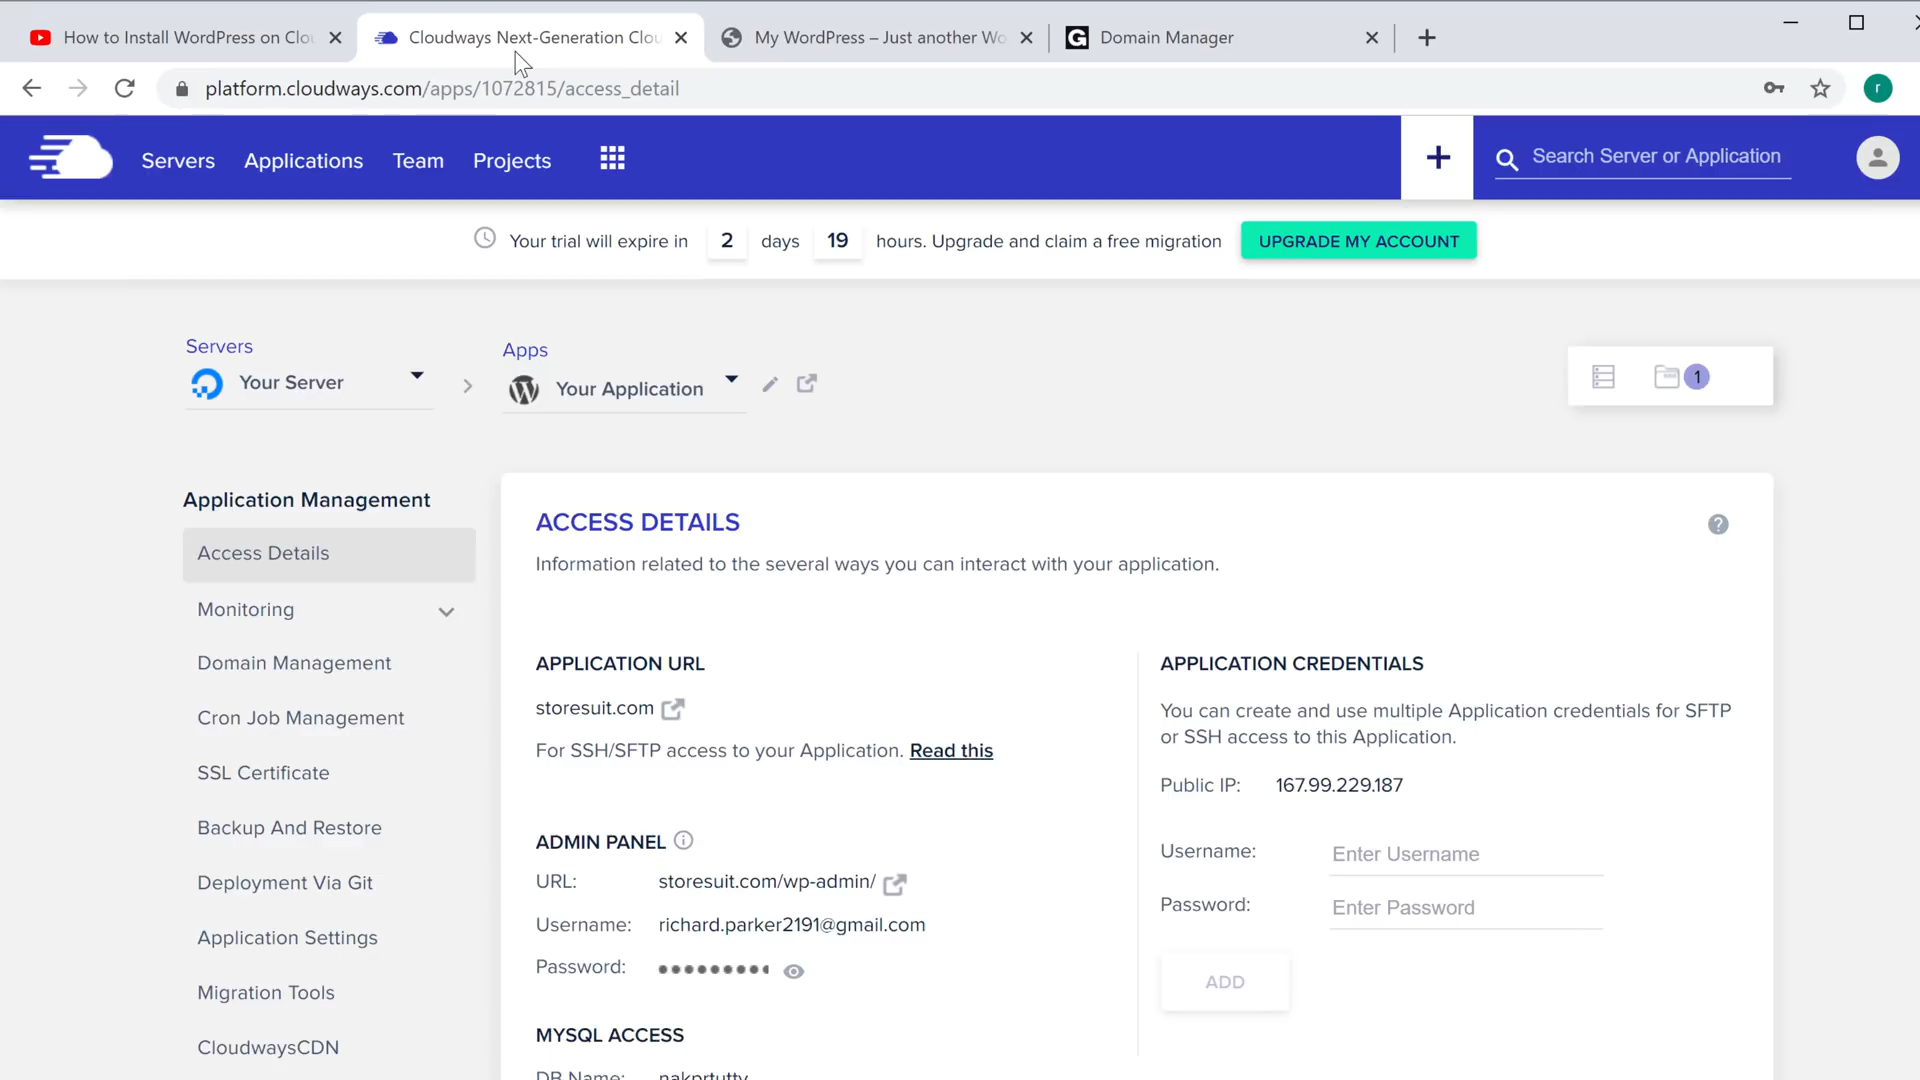 How to Install WordPress on Clou
Cloudways Next-Generation Clou
My WordPress – Just another Wo
G
Domain Manager
platform.cloudways.com/apps/1072815/access_detail
r
Servers
Applications
Team
Projects
Search Server or Application
Your trial will expire in 2 days 19 hours. Upgrade and claim a free migration
UPGRADE MY ACCOUNT
Servers
Your Server
Apps
Your Application
1
Application Management
Access Details
Monitoring
Domain Management
Cron Job Management
SSL Certificate
Backup And Restore
Deployment Via Git
Application Settings
Migration Tools
CloudwaysCDN
ACCESS DETAILS
Information related to the several ways you can interact with your application.
APPLICATION URL
storesuit.com
For SSH/SFTP access to your Application. Read this
ADMIN PANEL
URL: storesuit.com/wp-admin/
Username: richard.parker2191@gmail.com
Password:
MYSQL ACCESS
DB Name: nakprtutty
APPLICATION CREDENTIALS
You can create and use multiple Application credentials for SFTP
or SSH access to this Application.
Public IP: 167.99.229.187
Username: Enter Username
Password: Enter Password
ADD